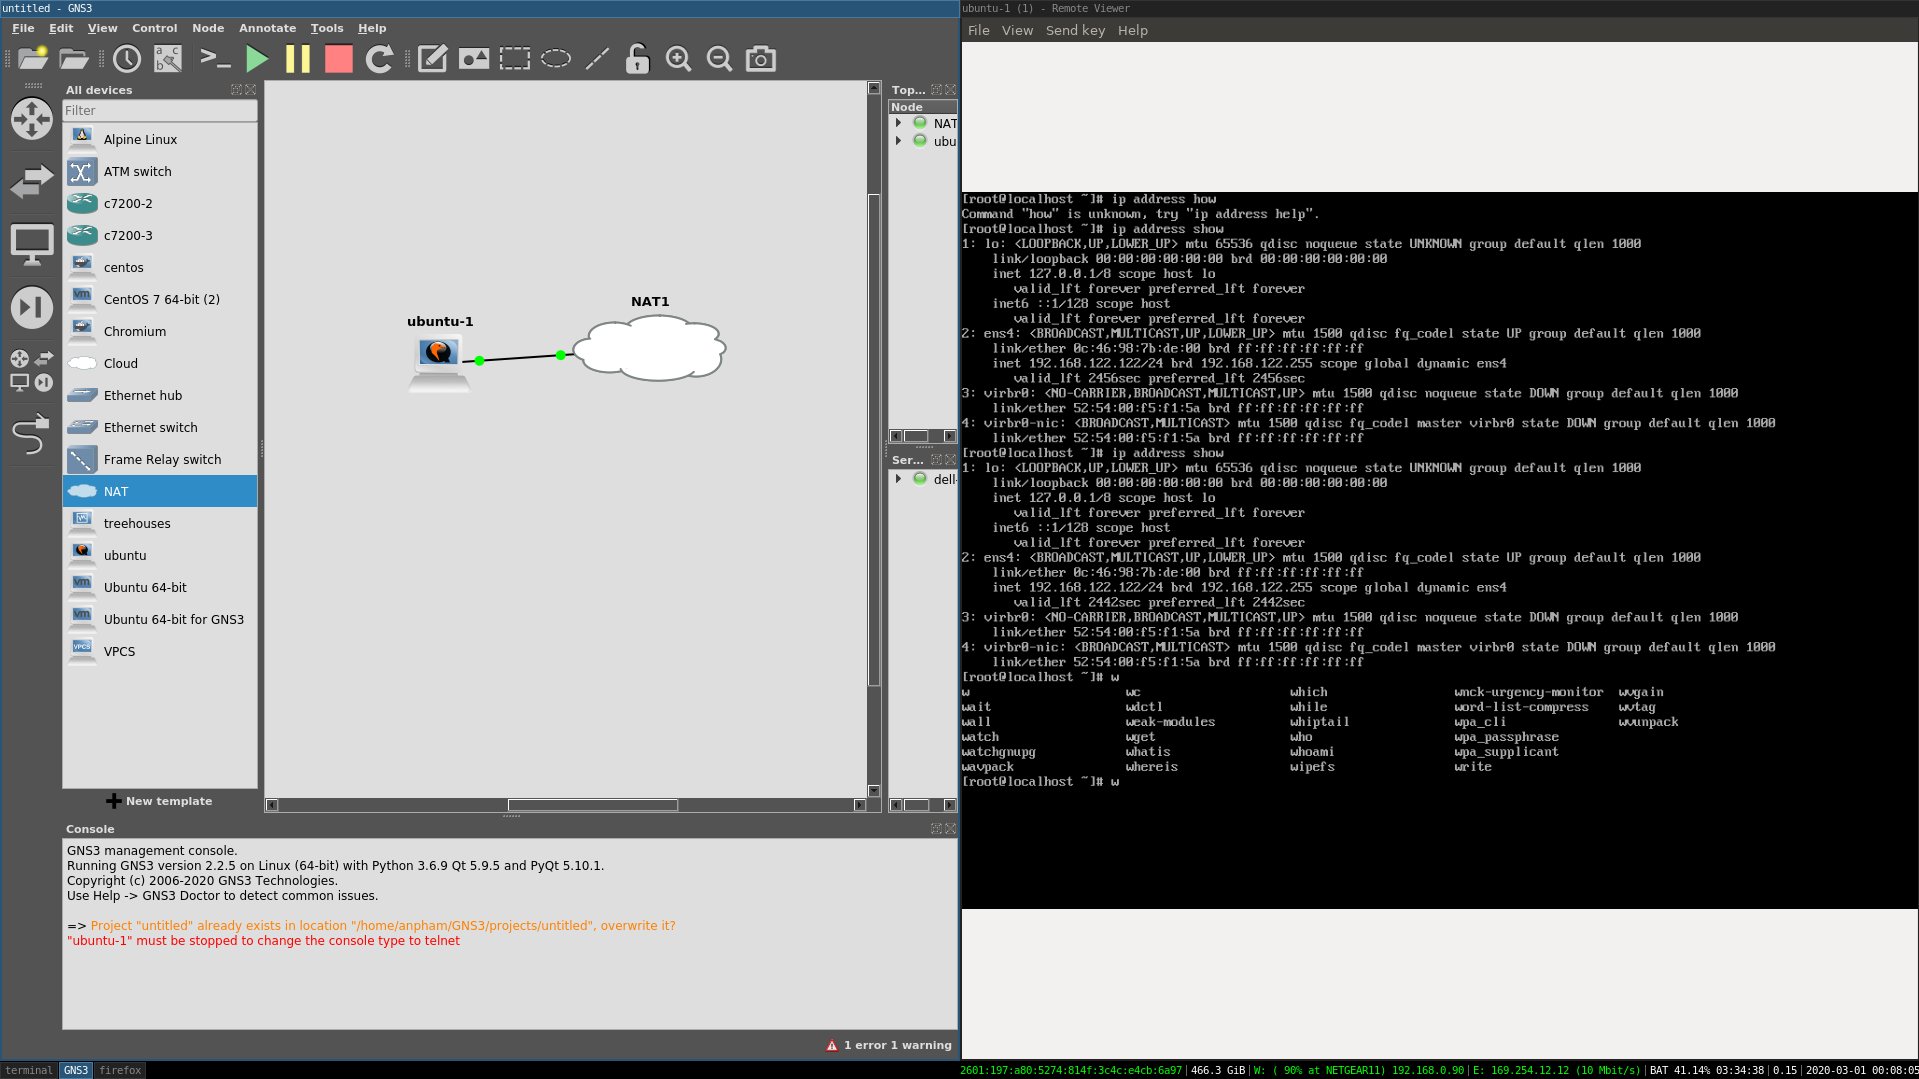 untitled - GNS3
File Edit View Control Node Annotate Tools Help
All devices
Filter
Alpine Linux
ATM switch
c7200-2
c7200-3
centos
CentOS 7 64-bit (2)
Chromium
Cloud
Ethernet hub
Ethernet switch
Frame Relay switch
NAT
treehouses
ubuntu
Ubuntu 64-bit
Ubuntu 64-bit for GNS3
VPCS
New template
ubuntu-1
NAT1
Top...
Node
NAT
ubu
Ser...
dell-
Console
GNS3 management console.
Running GNS3 version 2.2.5 on Linux (64-bit) with Python 3.6.9 Qt 5.9.5 and PyQt 5.10.1.
Copyright (c) 2006-2020 GNS3 Technologies.
Use Help -> GNS3 Doctor to detect common issues.
=> Project "untitled" already exists in location "/home/anpham/GNS3/projects/untitled", overwrite it?
"ubuntu-1" must be stopped to change the console type to telnet
1 error 1 warning
ubuntu-1 (1) - Remote Viewer
File View Send key Help
[root@localhost ~]# ip address how
Command "how" is unknown, try "ip address help".
[root@localhost ~]# ip address show
1: lo: <LOOPBACK,UP,LOWER_UP> mtu 65536 qdisc noqueue state UNKNOWN group default qlen 1000
link/loopback 00:00:00:00:00:00 brd 00:00:00:00:00:00
inet 127.0.0.1/8 scope host lo
valid_lft forever preferred_lft forever
inet6 ::1/128 scope host
valid_lft forever preferred_lft forever
2: ens4: <BROADCAST,MULTICAST,UP,LOWER_UP> mtu 1500 qdisc fq_codel state UP group default qlen 1000
link/ether 0c:46:98:7b:de:00 brd ff:ff:ff:ff:ff:ff
inet 192.168.122.122/24 brd 192.168.122.255 scope global dynamic ens4
valid_lft 2456sec preferred_lft 2456sec
3: virbr0: <NO-CARRIER,BROADCAST,MULTICAST,UP> mtu 1500 qdisc noqueue state DOWN group default qlen 1000
link/ether 52:54:00:f5:f1:5a brd ff:ff:ff:ff:ff:ff
4: virbr0-nic: <BROADCAST,MULTICAST> mtu 1500 qdisc fq_codel master virbr0 state DOWN group default qlen 1000
link/ether 52:54:00:f5:f1:5a brd ff:ff:ff:ff:ff:ff
[root@localhost ~]# ip address show
1: lo: <LOOPBACK,UP,LOWER_UP> mtu 65536 qdisc noqueue state UNKNOWN group default qlen 1000
link/loopback 00:00:00:00:00:00 brd 00:00:00:00:00:00
inet 127.0.0.1/8 scope host lo
valid_lft forever preferred_lft forever
inet6 ::1/128 scope host
valid_lft forever preferred_lft forever
2: ens4: <BROADCAST,MULTICAST,UP,LOWER_UP> mtu 1500 qdisc fq_codel state UP group default qlen 1000
link/ether 0c:46:98:7b:de:00 brd ff:ff:ff:ff:ff:ff
inet 192.168.122.122/24 brd 192.168.122.255 scope global dynamic ens4
valid_lft 2442sec preferred_lft 2442sec
3: virbr0: <NO-CARRIER,BROADCAST,MULTICAST,UP> mtu 1500 qdisc noqueue state DOWN group default qlen 1000
link/ether 52:54:00:f5:f1:5a brd ff:ff:ff:ff:ff:ff
4: virbr0-nic: <BROADCAST,MULTICAST> mtu 1500 qdisc fq_codel master virbr0 state DOWN group default qlen 1000
link/ether 52:54:00:f5:f1:5a brd ff:ff:ff:ff:ff:ff
[root@localhost ~]# w
w wc which wnck-urgency-monitor wvgain
wait wdctl while word-list-compress wvtag
wall weak-modules whiptail wpa_cli wvunpack
watch wget who wpa_passphrase
watchgnupg whatis whoami wpa_supplicant
wavpack whereis wipefs write
[root@localhost ~]# w
terminal GNS3 firefox
2601:197:a80:5274:814f:3c4c:e4cb:6a97 | 466.3 GiB | W: ( 90% at NETGEAR11) 192.168.0.90 | E: 169.254.12.12 (10 Mbit/s) | BAT 41.14% 03:34:38 | 0.15 | 2020-03-01 00:08:05